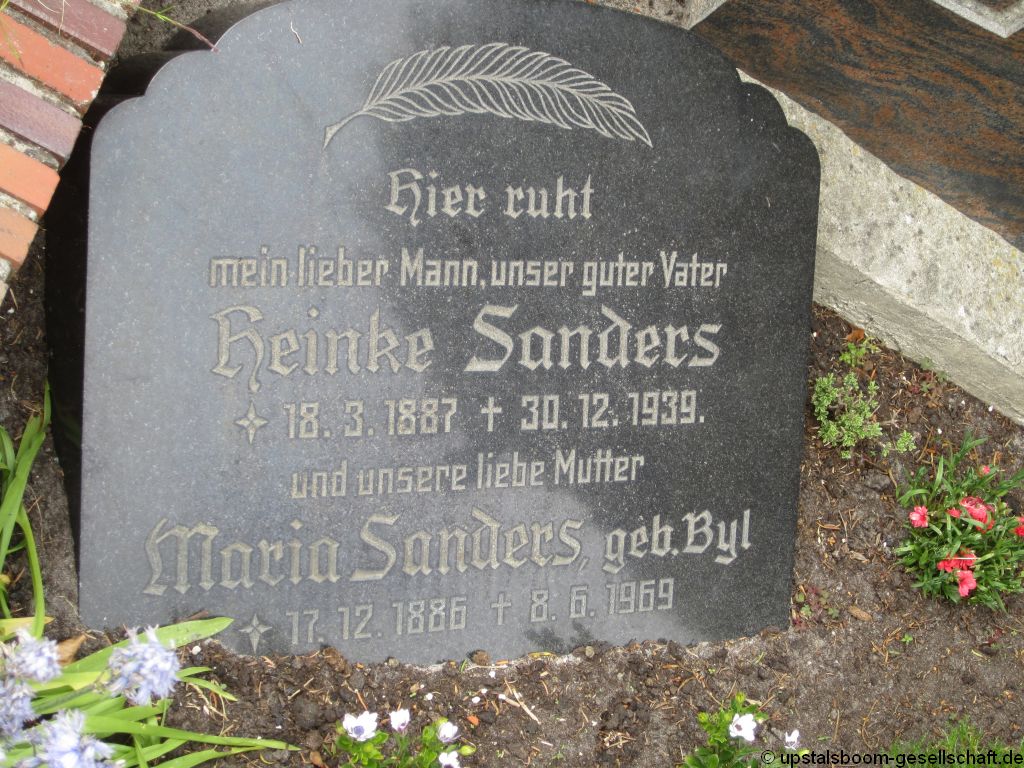 Hier ruht
mein lieber Mann, unser guter Vater
Heinke Sanders
18. 3. 1887 † 30. 12. 1939.
und unsere liebe Mutter
Maria Sanders, geb. Byl
17. 12. 1886 † 8. 6. 1969
© upstalsboom-gesellschaft.de